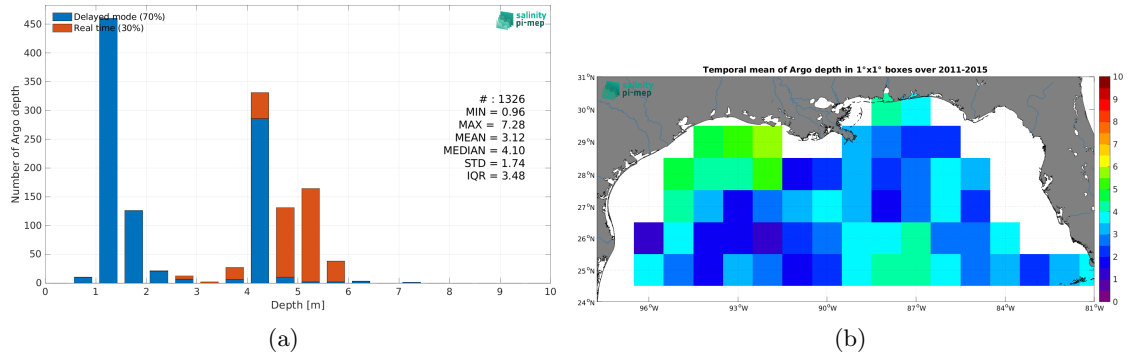 Delayed mode (70%)
Real time (30%)
salinity
pi-mep
450
400
350
300
250
200
150
100
50
0
Number of Argo depth
# : 1326
MIN = 0.96
MAX = 7.28
MEAN = 3.12
MEDIAN = 4.10
STD = 1.74
IQR = 3.48
0 1 2 3 4 5 6 7 8 9 10
Depth [m]
(a)
Temporal mean of Argo depth in 1°x1° boxes over 2011-2015
salinity
pi-mep
31°N
30°N
29°N
28°N
27°N
26°N
25°N
24°N
96°W 93°W 90°W 87°W 84°W 81°W
10
9
8
7
6
5
4
3
2
1
0
(b)